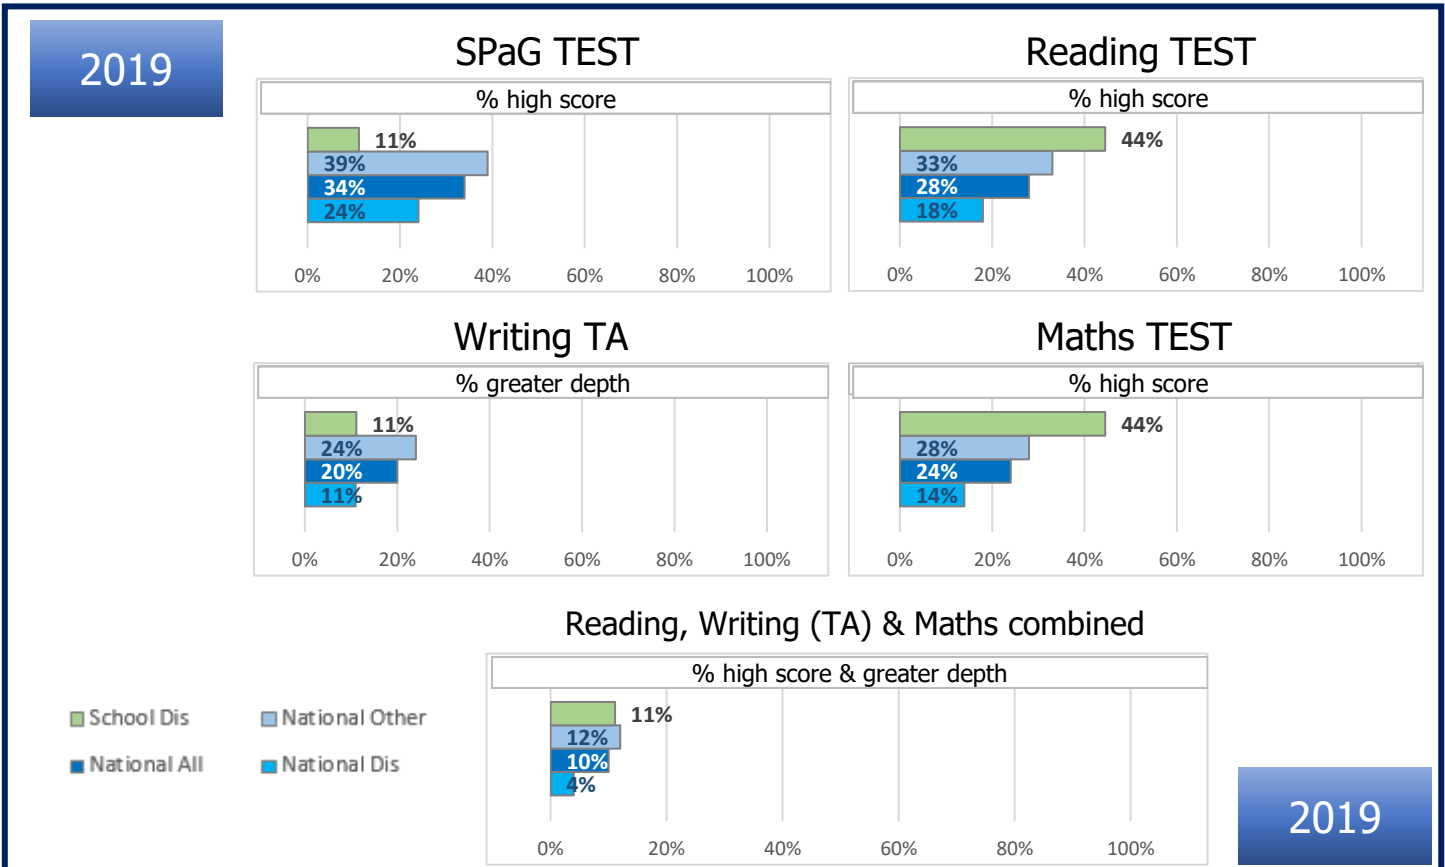 2019
SPaG TEST
% high score
11%
39%
34%
24%
0% 20% 40% 60% 80% 100%
Reading TEST
% high score
44%
33%
28%
18%
0% 20% 40% 60% 80% 100%
Writing TA
% greater depth
11%
24%
20%
11%
0% 20% 40% 60% 80% 100%
Maths TEST
% high score
44%
28%
24%
14%
0% 20% 40% 60% 80% 100%
Reading, Writing (TA) & Maths combined
% high score & greater depth
11%
12%
10%
4%
0% 20% 40% 60% 80% 100%
School Dis National Other
National All National Dis
2019